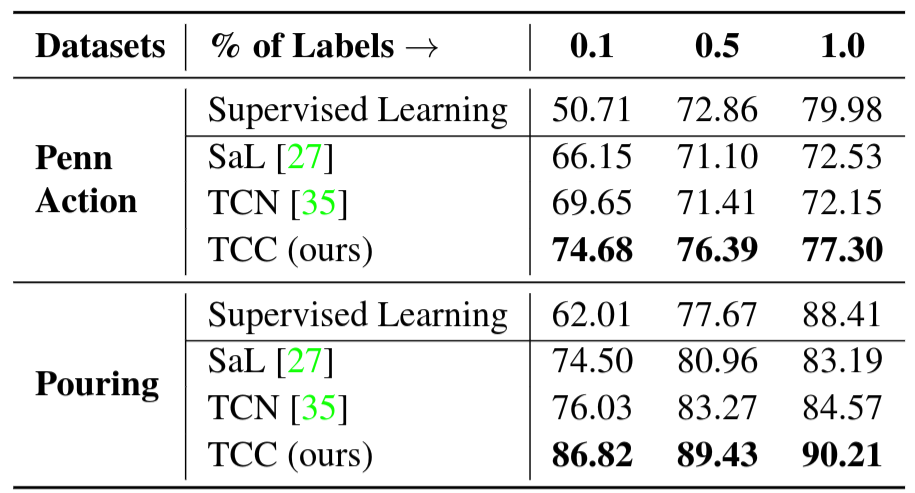 Datasets % of Labels → 0.1 0.5 1.0
Supervised Learning 50.71 72.86 79.98
Penn Action
SaL [27] 66.15 71.10 72.53
TCN [35] 69.65 71.41 72.15
TCC (ours) 74.68 76.39 77.30
Supervised Learning 62.01 77.67 88.41
Pouring
SaL [27] 74.50 80.96 83.19
TCN [35] 76.03 83.27 84.57
TCC (ours) 86.82 89.43 90.21